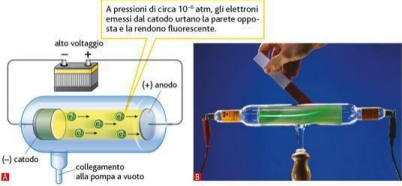 A pressioni di circa 10⁻⁶ atm, gli elettroni
emessi dal catodo urtano la parete oppo-
sta e la rendono fluorescente.
alto voltaggio
– +
(+) anodo
e– e–
e–
e– e–
(–) catodo
collegamento
alla pompa a vuoto
A
B